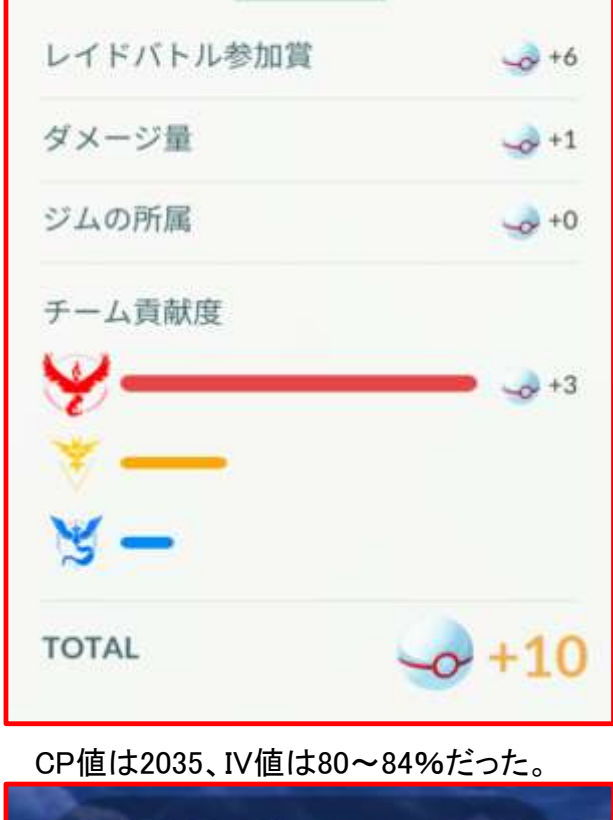 レイドバトル参加賞 +6
ダメージ量 +1
ジムの所属 +0
チーム貢献度
+3
TOTAL +10
CP値は2035、IV値は80～84%だった。